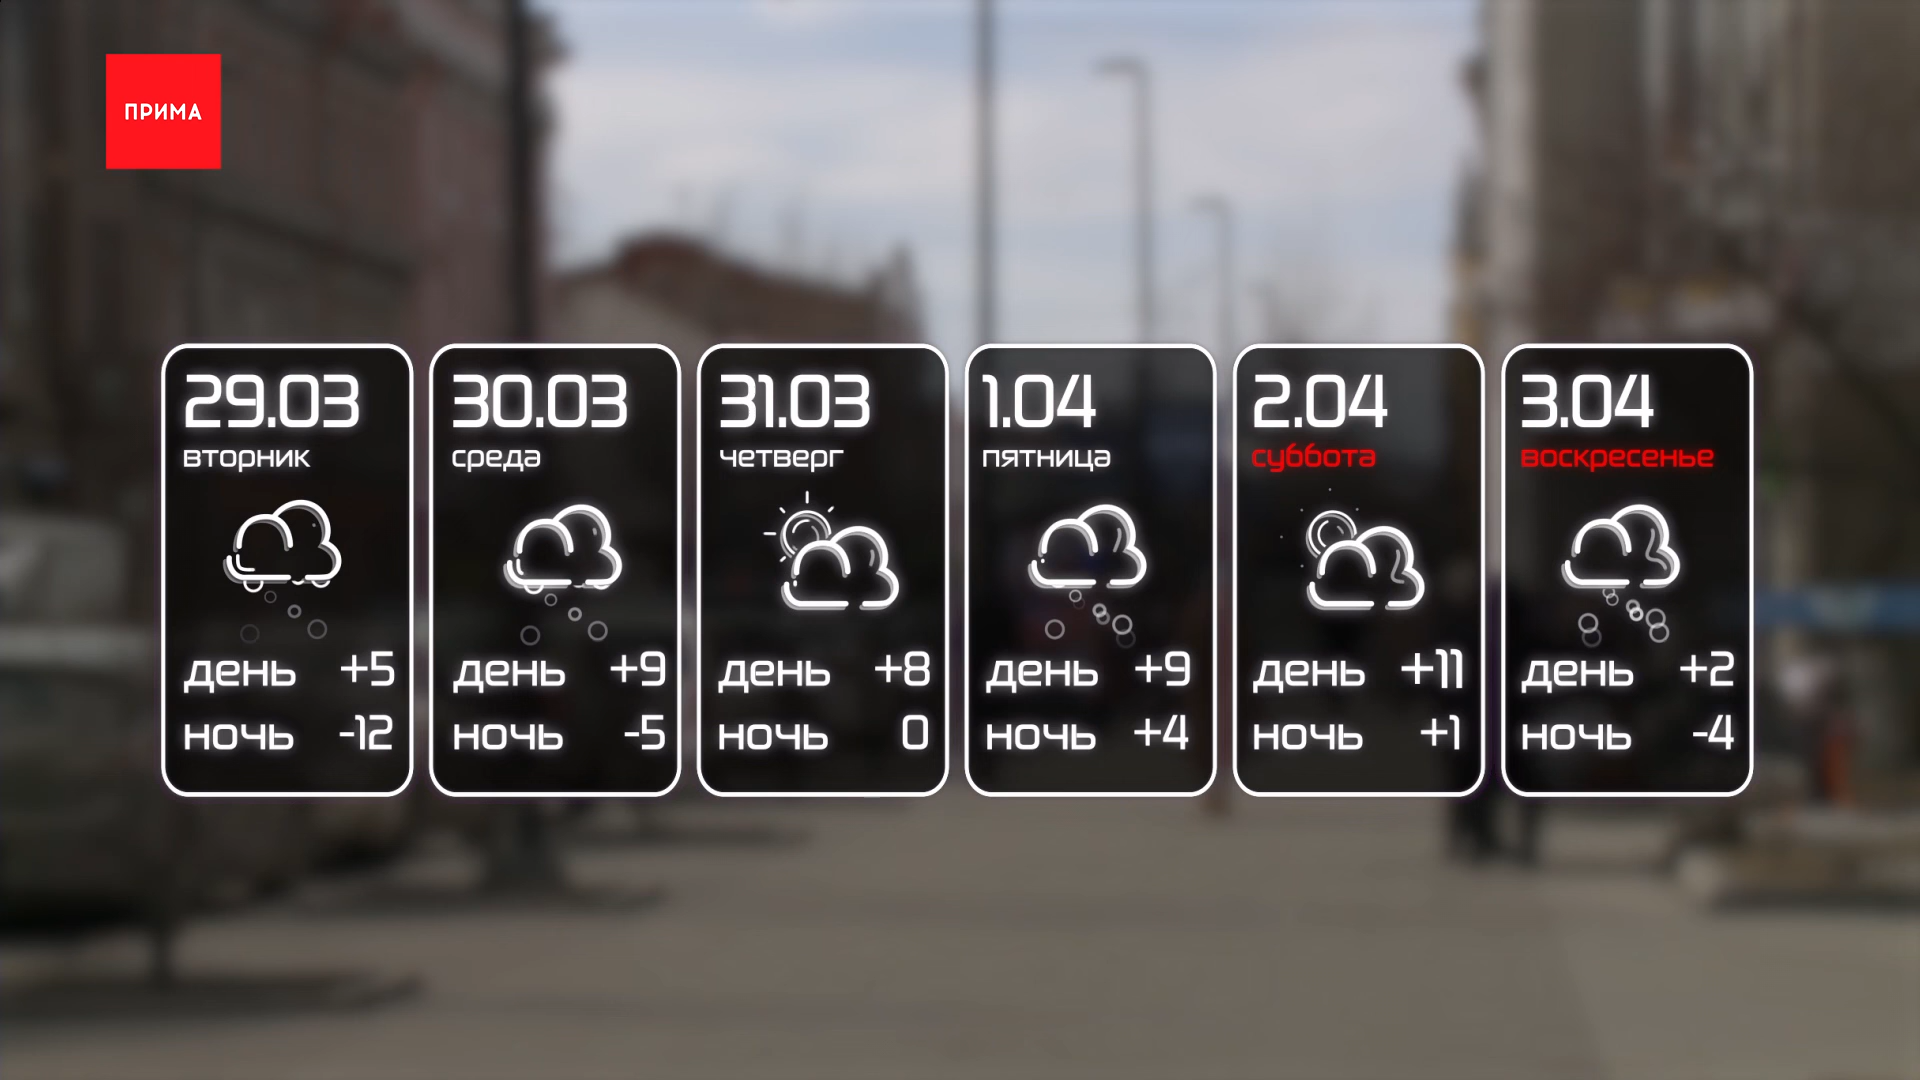 ПРИМА
29.03
вторник
день +5
ночь -12
30.03
среда
день +9
ночь -5
31.03
четверг
день +8
ночь 0
1.04
пятница
день +9
ночь +4
2.04
суббота
день +11
ночь +1
3.04
воскресенье
день +2
ночь -4